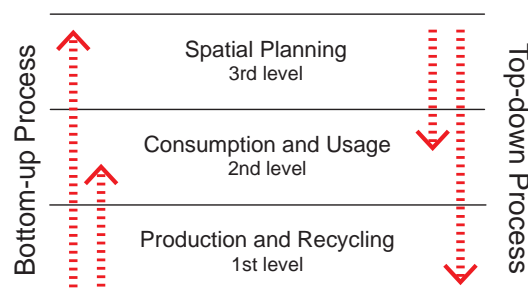 Bottom-up Process
Spatial Planning
3rd level
Consumption and Usage
2nd level
Production and Recycling
1st level
Top-down Process